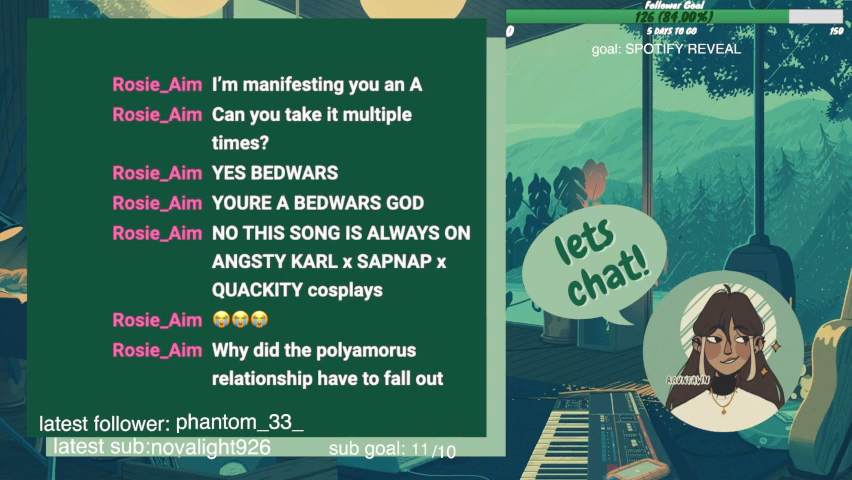 Follower Goal
126 (84.00%)
0 5 DAYS TO GO 150
goal: SPOTIFY REVEAL
Rosie_Aim I'm manifesting you an A
Rosie_Aim Can you take it multiple
times?
Rosie_Aim YES BEDWARS
Rosie_Aim YOURE A BEDWARS GOD
Rosie_Aim NO THIS SONG IS ALWAYS ON
ANGSTY KARL x SAPNAP x
QUACKITY cosplays
Rosie_Aim 😭😭😭
Rosie_Aim Why did the polyamorus
relationship have to fall out
lets
chat!
latest follower: phantom_33_
latest sub:novalight926
sub goal: 11/10